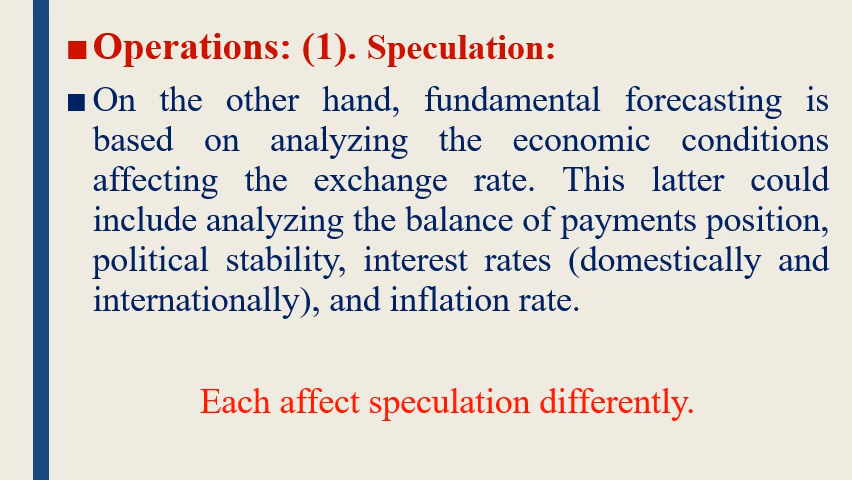 Operations: (1). Speculation:
On the other hand, fundamental forecasting is
based on analyzing the economic conditions
affecting the exchange rate. This latter could
include analyzing the balance of payments position,
political stability, interest rates (domestically and
internationally), and inflation rate.
Each affect speculation differently.